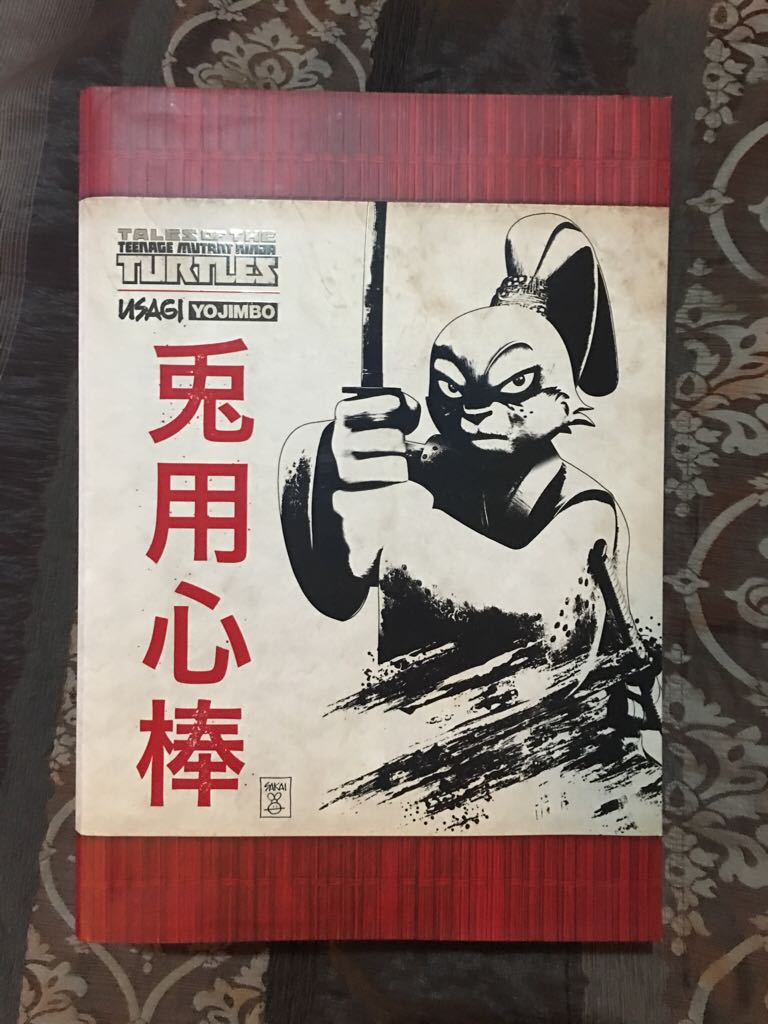 TALES OF THE
TEENAGE MUTANT NINJA
TURTLES
USAGI YOJIMBO
兎用心棒
SAKAI